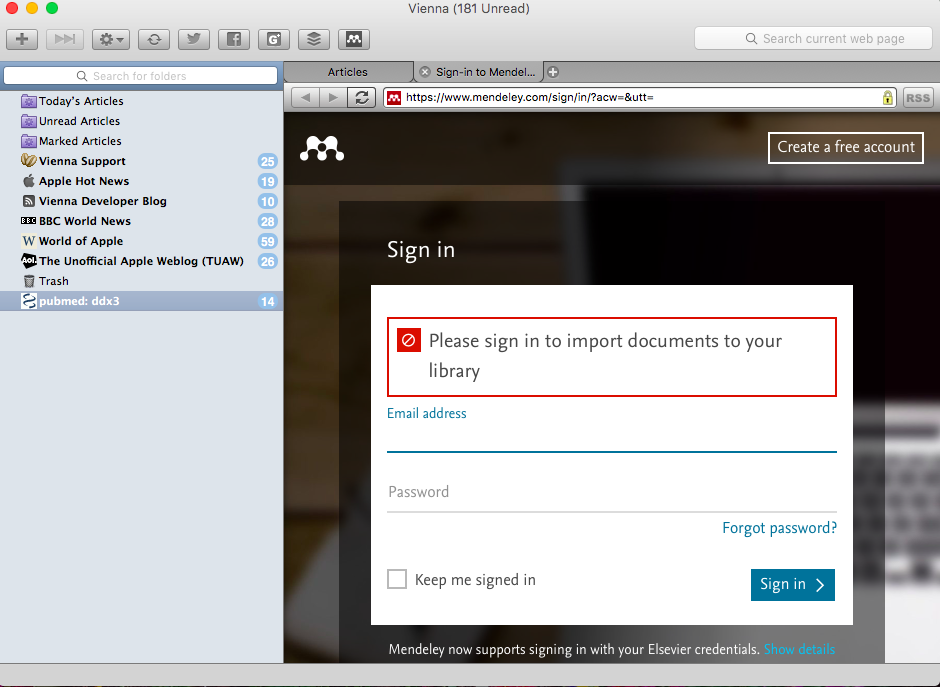 Vienna (181 Unread)
Search current web page
Search for folders
Articles
Sign-in to Mendel...
https://www.mendeley.com/sign/in/?acw=&utt=
RSS
Today's Articles
Unread Articles
Marked Articles
Vienna Support 25
Apple Hot News 19
Vienna Developer Blog 10
BBC BBC World News 28
W World of Apple 59
Aol. The Unofficial Apple Weblog (TUAW) 26
Trash
pubmed: ddx3 14
Create a free account
Sign in
Please sign in to import documents to your
library
Email address
Password
Forgot password?
Keep me signed in
Sign in
Mendeley now supports signing in with your Elsevier credentials. Show details